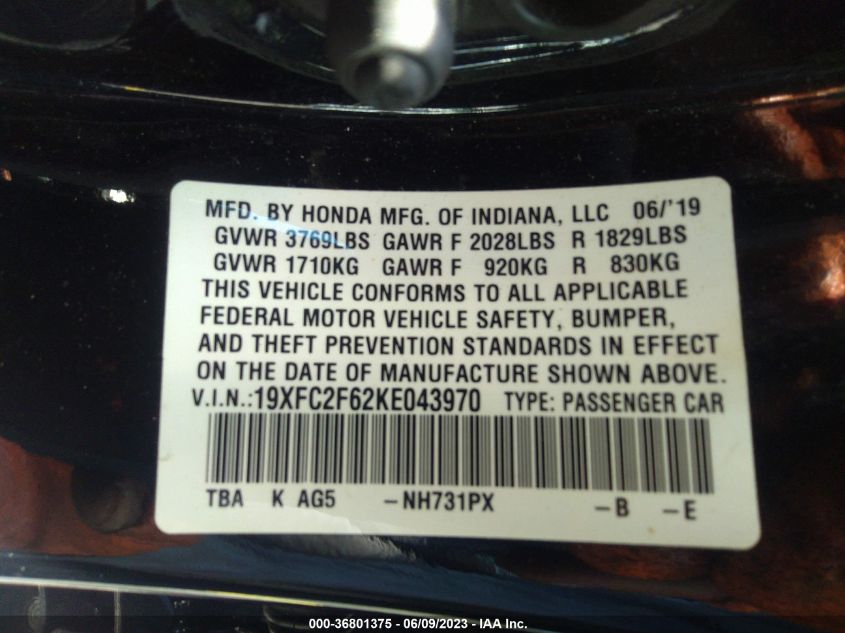 MFD. BY HONDA MFG. OF INDIANA, LLC 06/'19
GVWR 3769LBS GAWR F 2028LBS R 1829LBS
GVWR 1710KG GAWR F 920KG R 830KG
THIS VEHICLE CONFORMS TO ALL APPLICABLE
FEDERAL MOTOR VEHICLE SAFETY, BUMPER,
AND THEFT PREVENTION STANDARDS IN EFFECT
ON THE DATE OF MANUFACTURE SHOWN ABOVE.
V.I.N.:19XFC2F62KE043970 TYPE: PASSENGER CAR
TBA K AG5 –NH731PX –B –E
000-36801375 - 06/09/2023 - IAA Inc.